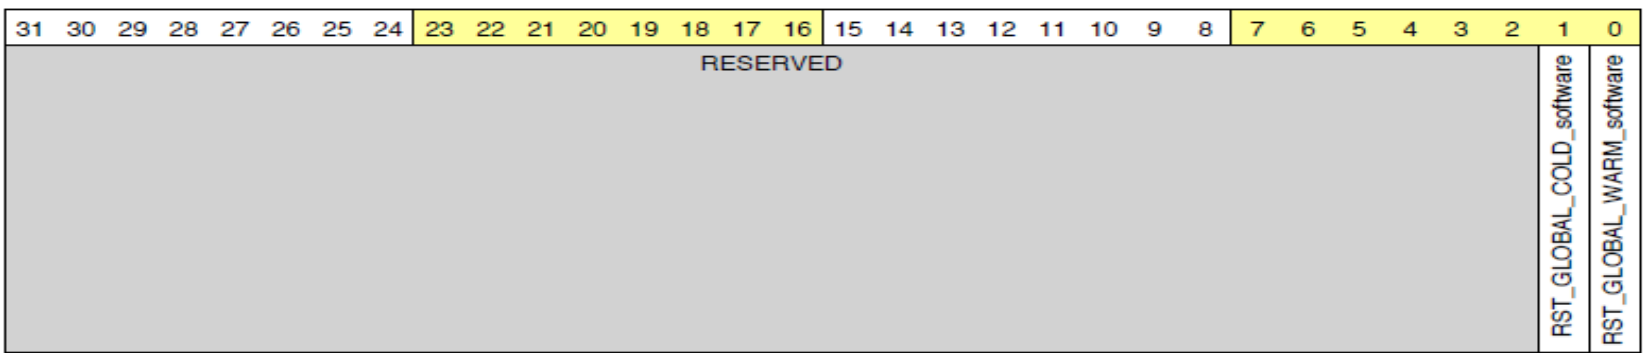 31 30 29 28 27 26 25 24 23 22 21 20 19 18 17 16 15 14 13 12 11 10 9 8 7 6 5 4 3 2 1 0
RESERVED
RST_GLOBAL_COLD_software
RST_GLOBAL_WARM_software